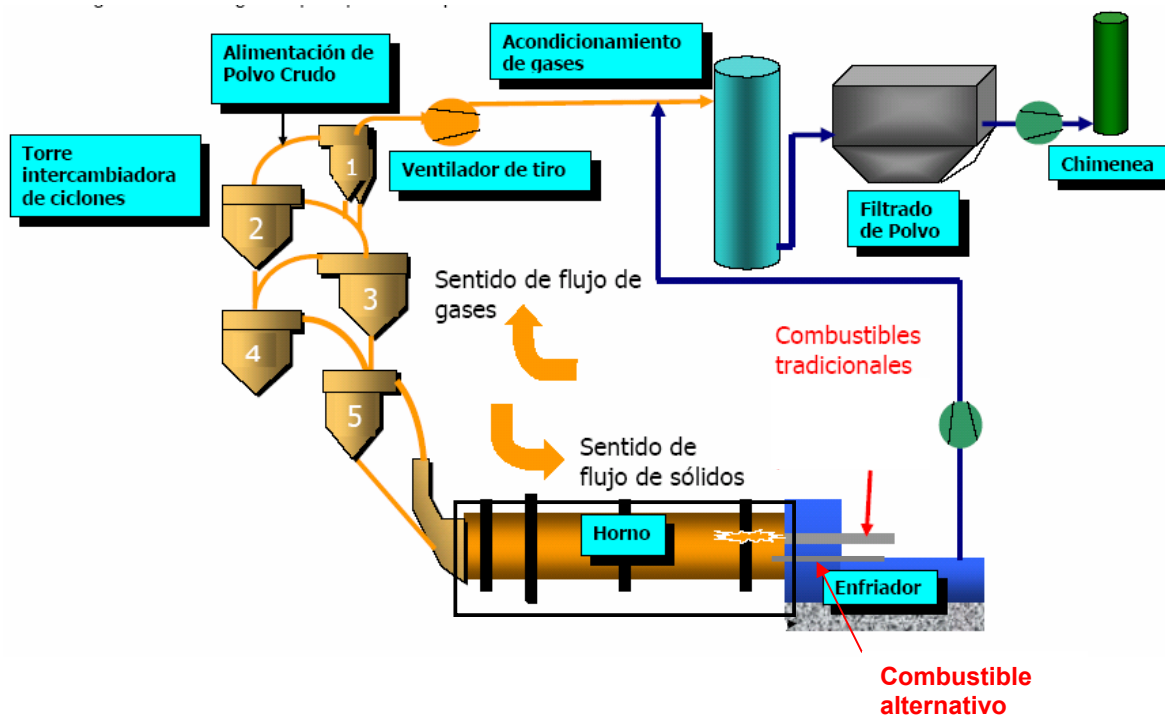 Alimentación de
Polvo Crudo
Acondicionamiento
de gases
Torre
intercambiadora
de ciclones
1
Ventilador de tiro
Chimenea
2
Filtrado
de Polvo
3
Sentido de flujo de
gases
4
Combustibles
tradicionales
5
Sentido de
flujo de sólidos
Horno
Enfriador
Combustible
alternativo